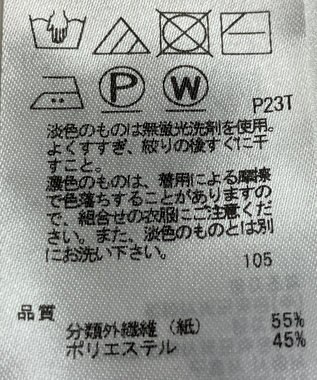 P W
P23T
淡色のものは無蛍光洗剤を使用。
よくすすぎ、絞りの後すぐに干
すこと。
濃色のものは、着用による摩擦
で色落ちすることがありますの
で、組合せの衣服にご注意くだ
さい。また、淡色のものとは別
にお洗い下さい。
105
品質
分類外繊維(紙) 55%
ポリエステル 45%